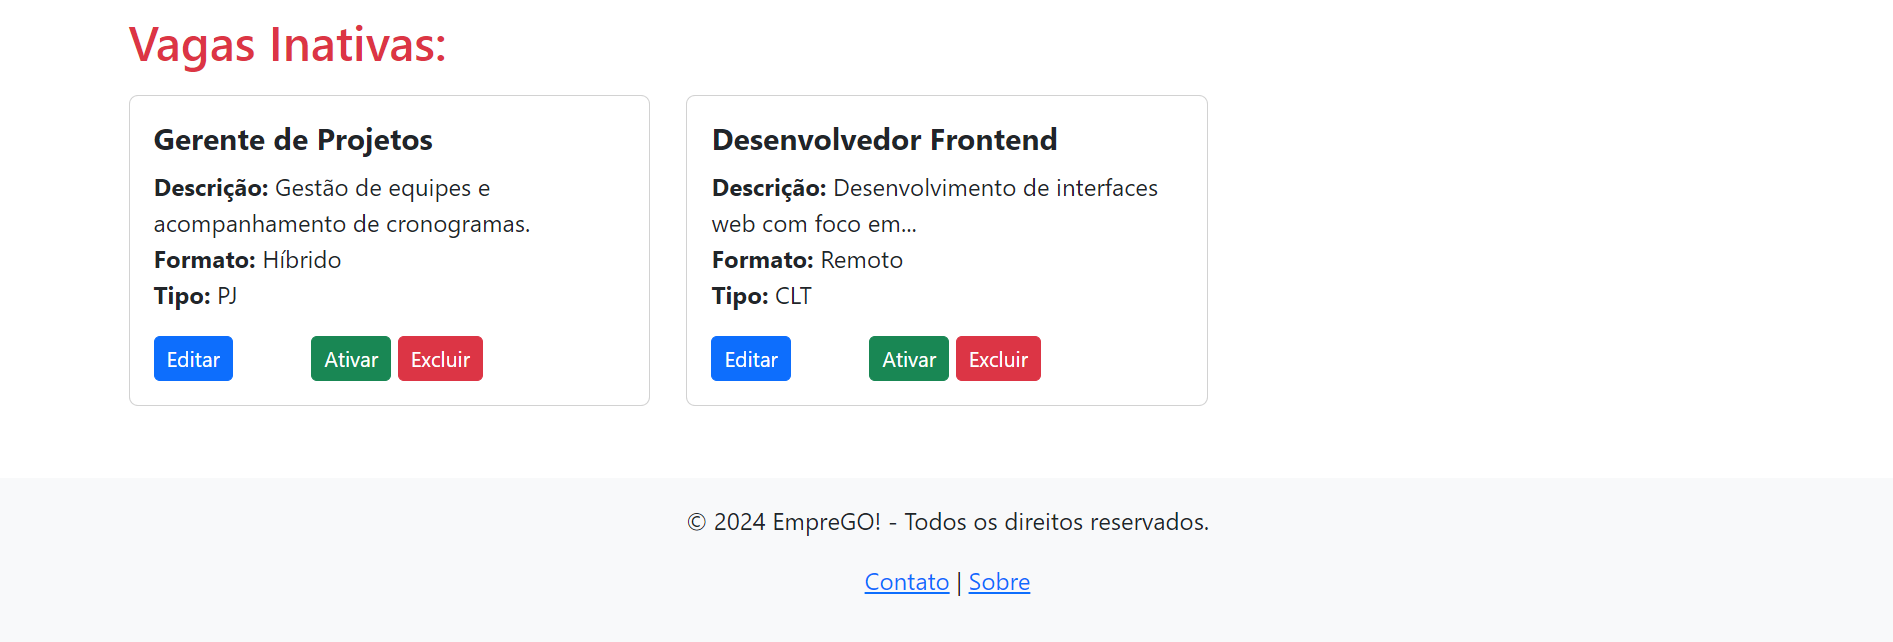 Vagas Inativas:
Gerente de Projetos
Descrição: Gestão de equipes e
acompanhamento de cronogramas.
Formato: Híbrido
Tipo: PJ
Editar Ativar Excluir
Desenvolvedor Frontend
Descrição: Desenvolvimento de interfaces
web com foco em...
Formato: Remoto
Tipo: CLT
Editar Ativar Excluir
© 2024 EmpreGO! - Todos os direitos reservados.
Contato | Sobre